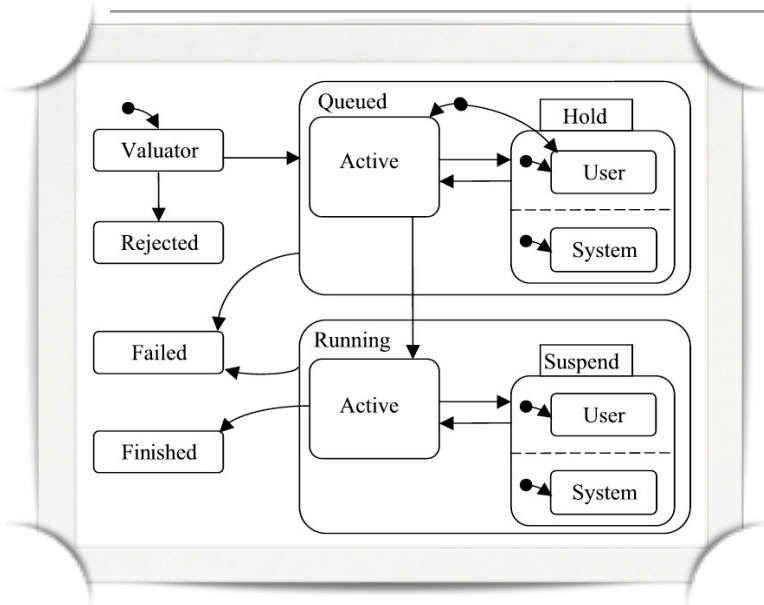 Queued
Hold
Valuator
Active
User
Rejected
System
Running
Failed
Suspend
Active
User
Finished
System